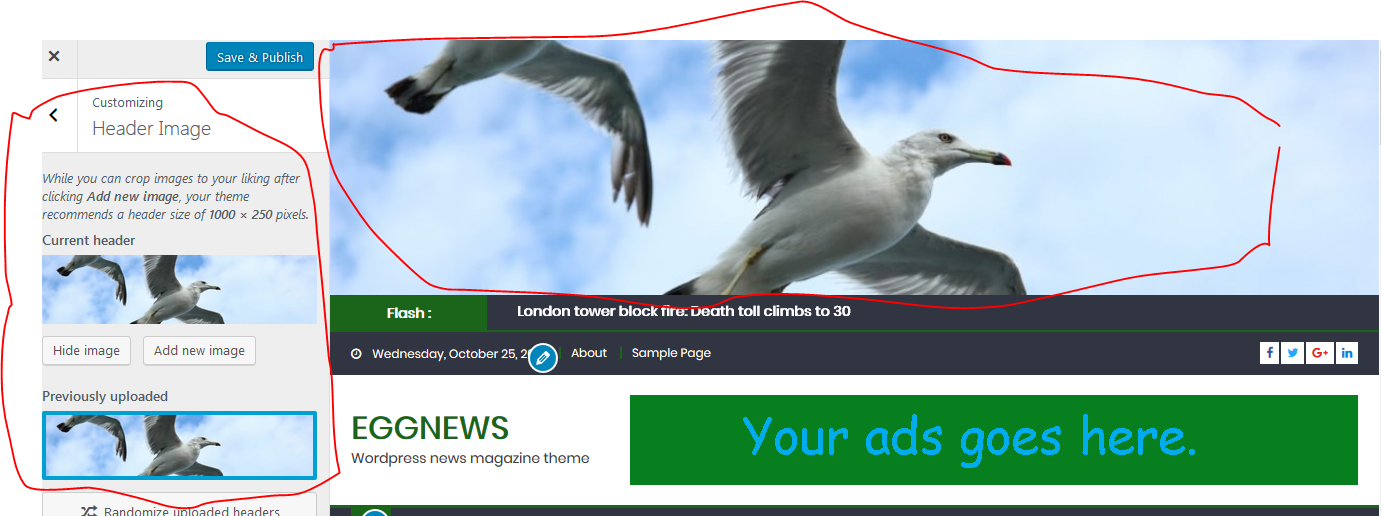 Save & Publish
Customizing
Header Image
While you can crop images to your liking after
clicking Add new image, your theme
recommends a header size of 1000 × 250 pixels.
Current header
Hide image
Add new image
Previously uploaded
Randomize uploaded headers
Flash :
London tower block fire: Death toll climbs to 30
Wednesday, October 25, 2
About
Sample Page
f
G+
in
EGGNEWS
Wordpress news magazine theme
Your ads goes here.